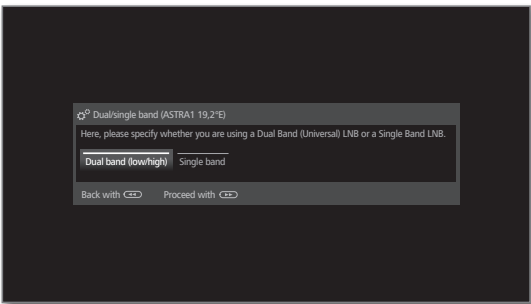 Dual/single band (ASTRA1 19,2°E)
Here, please specify whether you are using a Dual Band (Universal) LNB or a Single Band LNB.
Dual band (low/high) Single band
Back with Proceed with